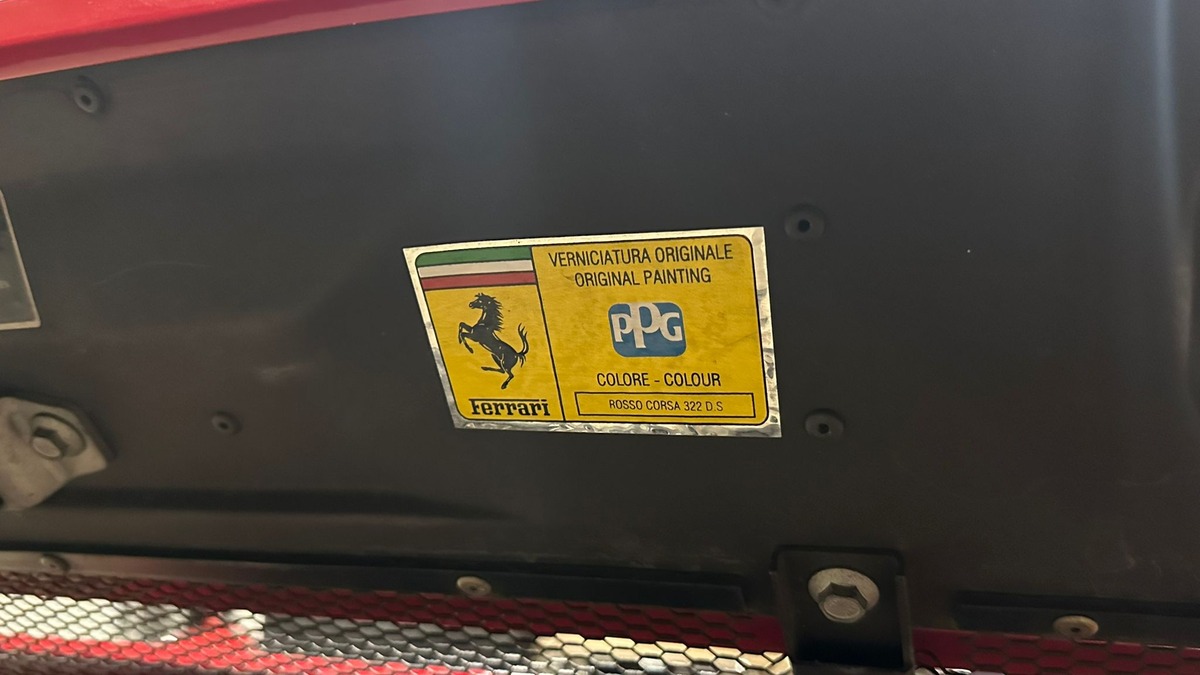 VERNICIATURA ORIGINALE
ORIGINAL PAINTING
PPG
COLORE - COLOUR
ROSSO CORSA 322 D.S
Ferrari